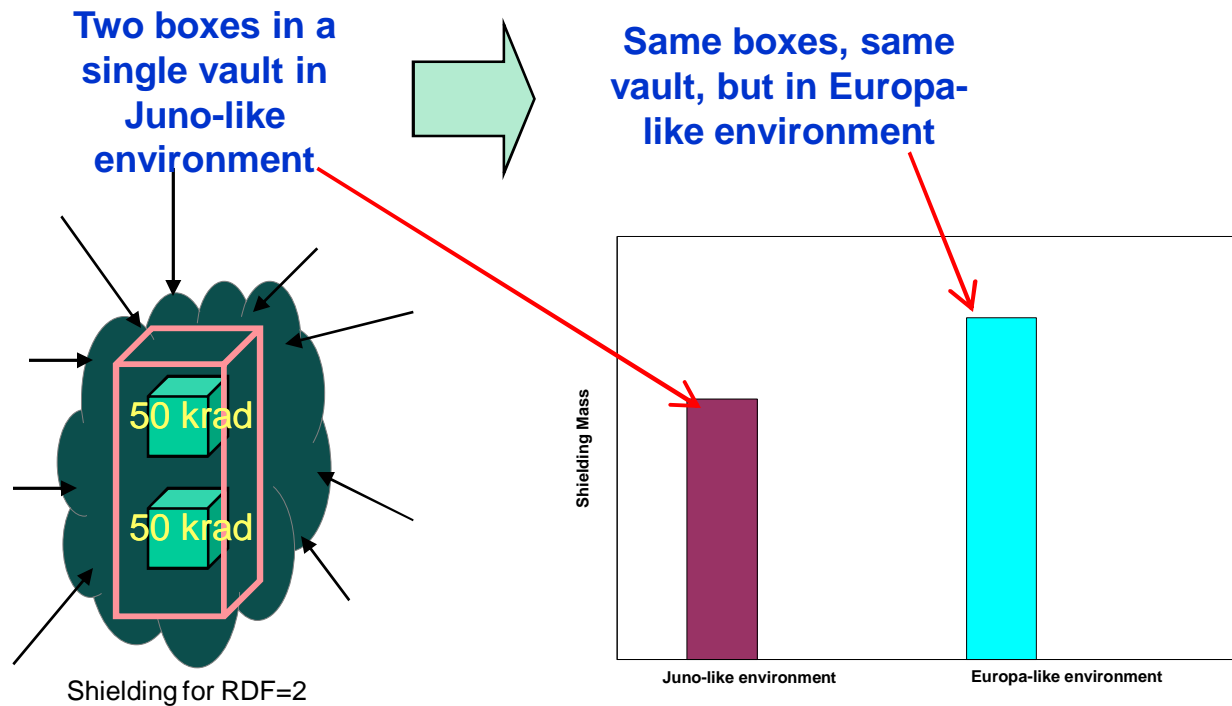 Two boxes in a
single vault in
Juno-like
environment
Same boxes, same
vault, but in Europa-
like environment
50 krad
50 krad
Shielding for RDF=2
Shielding Mass
Juno-like environment
Europa-like environment